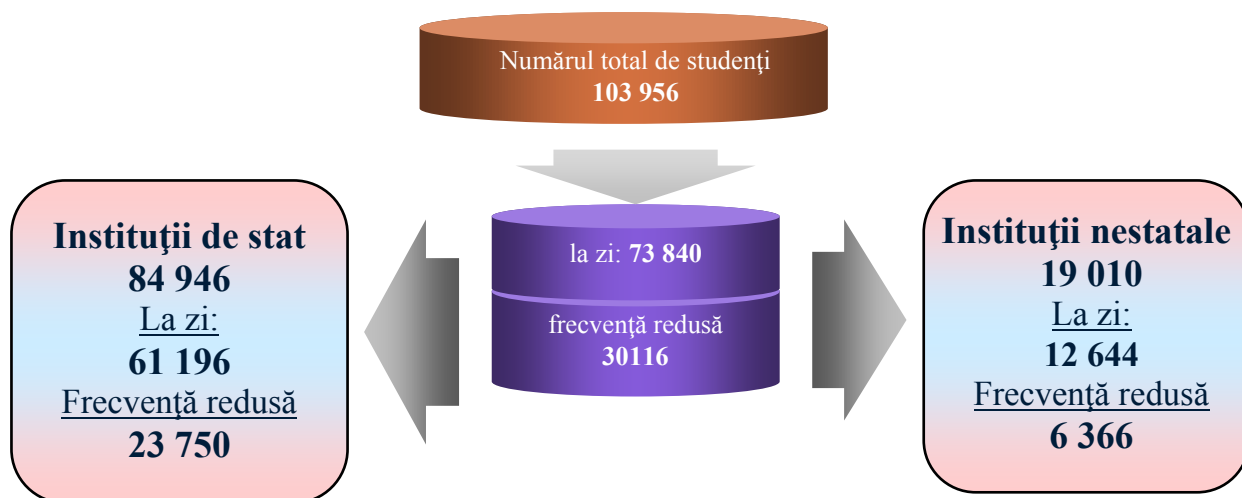 Numărul total de studenţi
103 956
la zi: 73 840
frecvenţă redusă
30116
Instituţii de stat
84 946
La zi:
61 196
Frecvenţă redusă
23 750
Instituţii nestatale
19 010
La zi:
12 644
Frecvenţă redusă
6 366